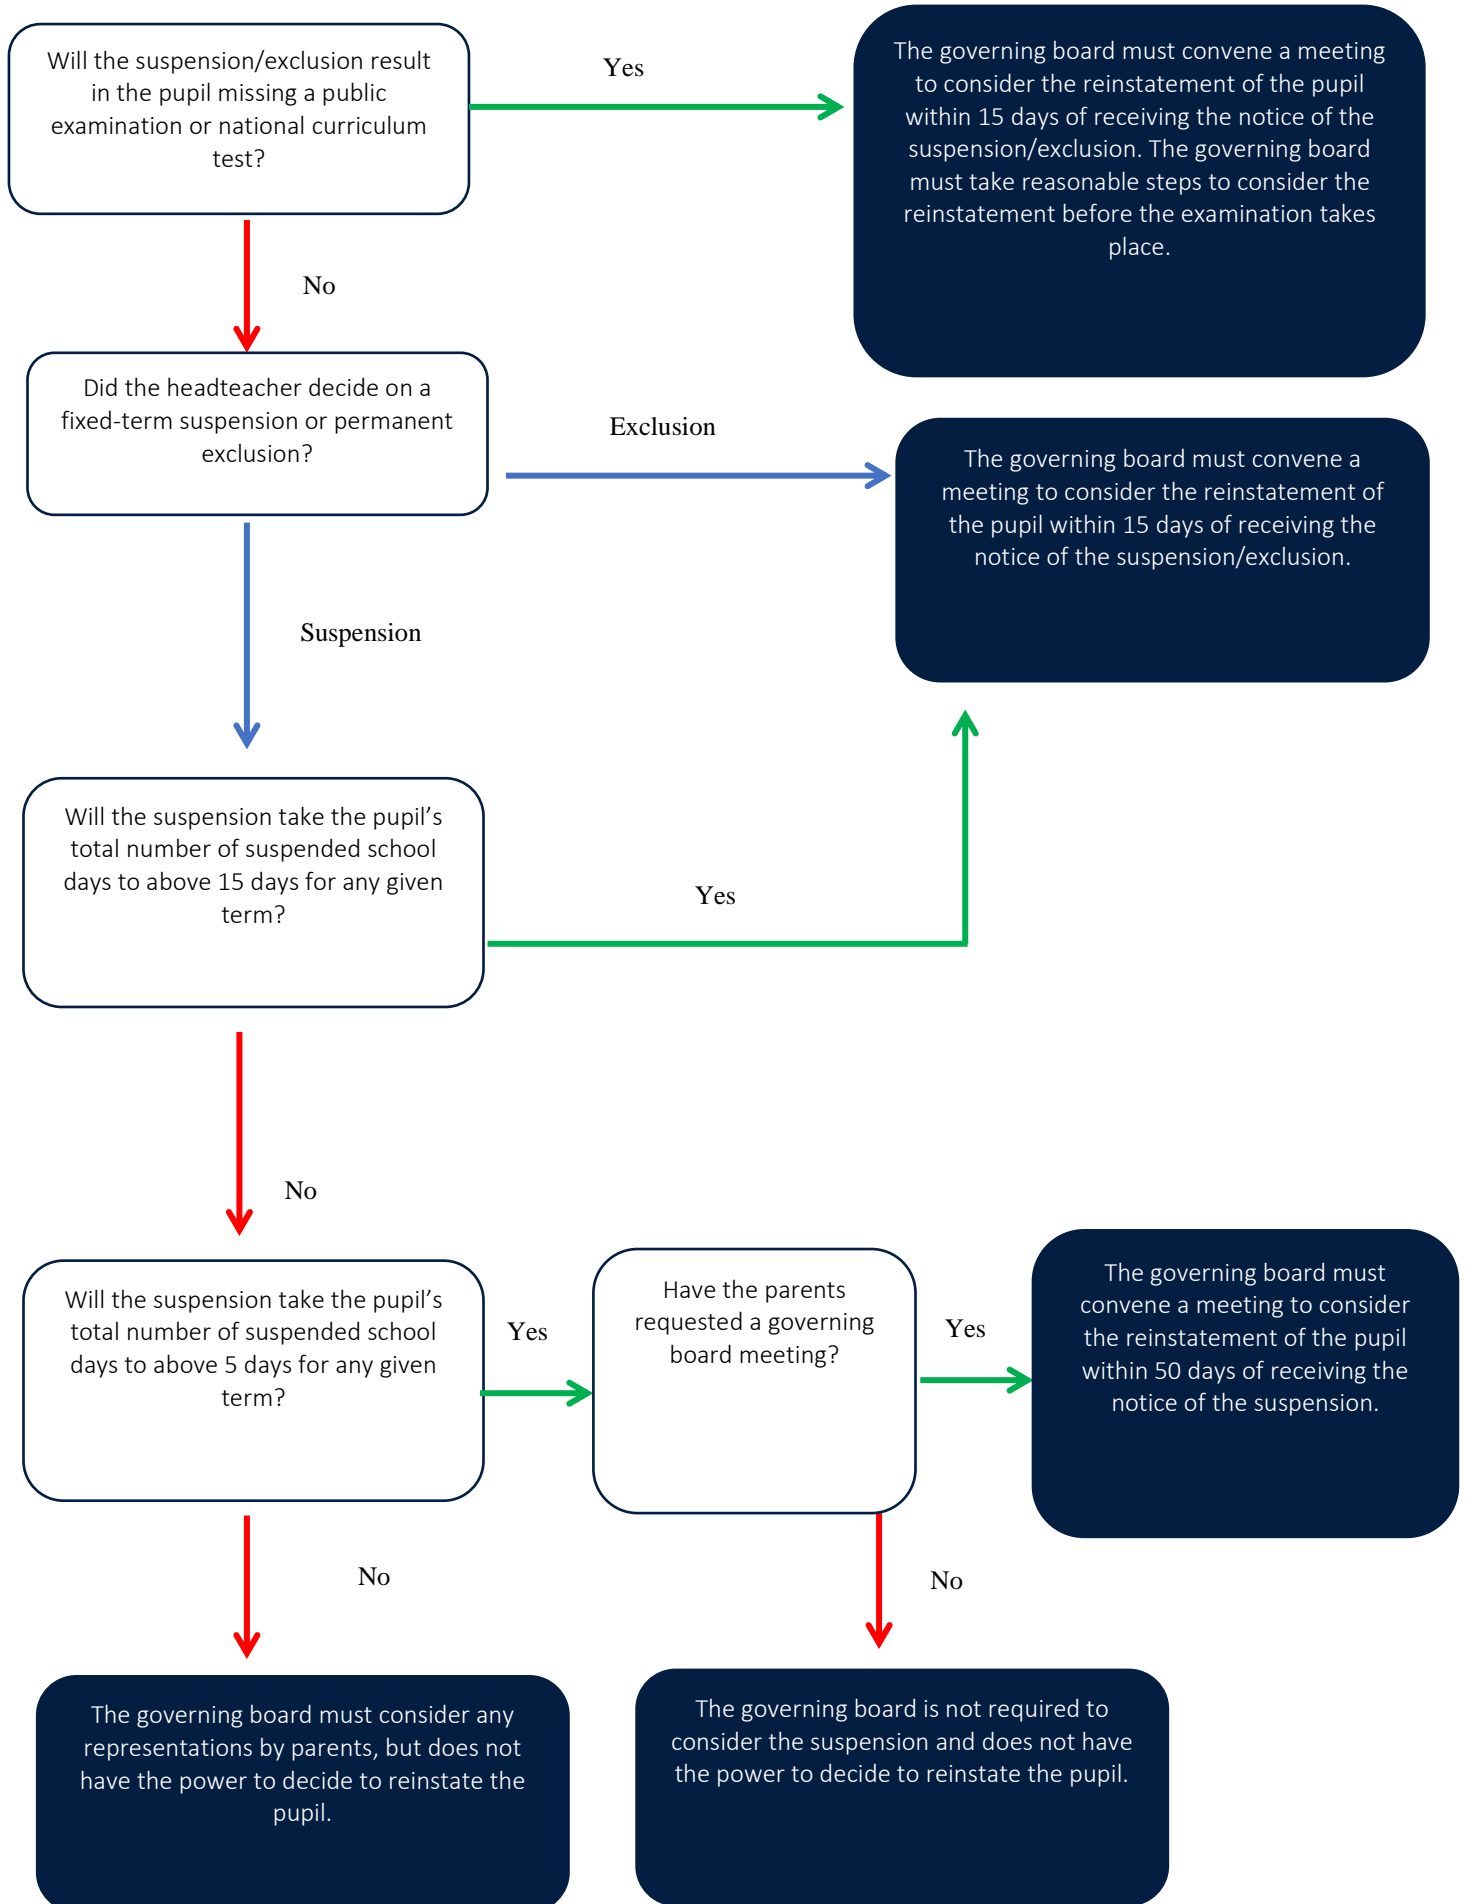 Will the suspension/exclusion result
in the pupil missing a public
examination or national curriculum
test?
Yes
The governing board must convene a meeting
to consider the reinstatement of the pupil
within 15 days of receiving the notice of the
suspension/exclusion. The governing board
must take reasonable steps to consider the
reinstatement before the examination takes
place.
No
Did the headteacher decide on a
fixed-term suspension or permanent
exclusion?
Exclusion
The governing board must convene a
meeting to consider the reinstatement of
the pupil within 15 days of receiving the
notice of the suspension/exclusion.
Suspension
Will the suspension take the pupil’s
total number of suspended school
days to above 15 days for any given
term?
Yes
No
Will the suspension take the pupil’s
total number of suspended school
days to above 5 days for any given
term?
Yes
Have the parents
requested a governing
board meeting?
Yes
The governing board must
convene a meeting to consider
the reinstatement of the pupil
within 50 days of receiving the
notice of the suspension.
No
No
The governing board must consider any
representations by parents, but does not
have the power to decide to reinstate the
pupil.
The governing board is not required to
consider the suspension and does not have
the power to decide to reinstate the pupil.